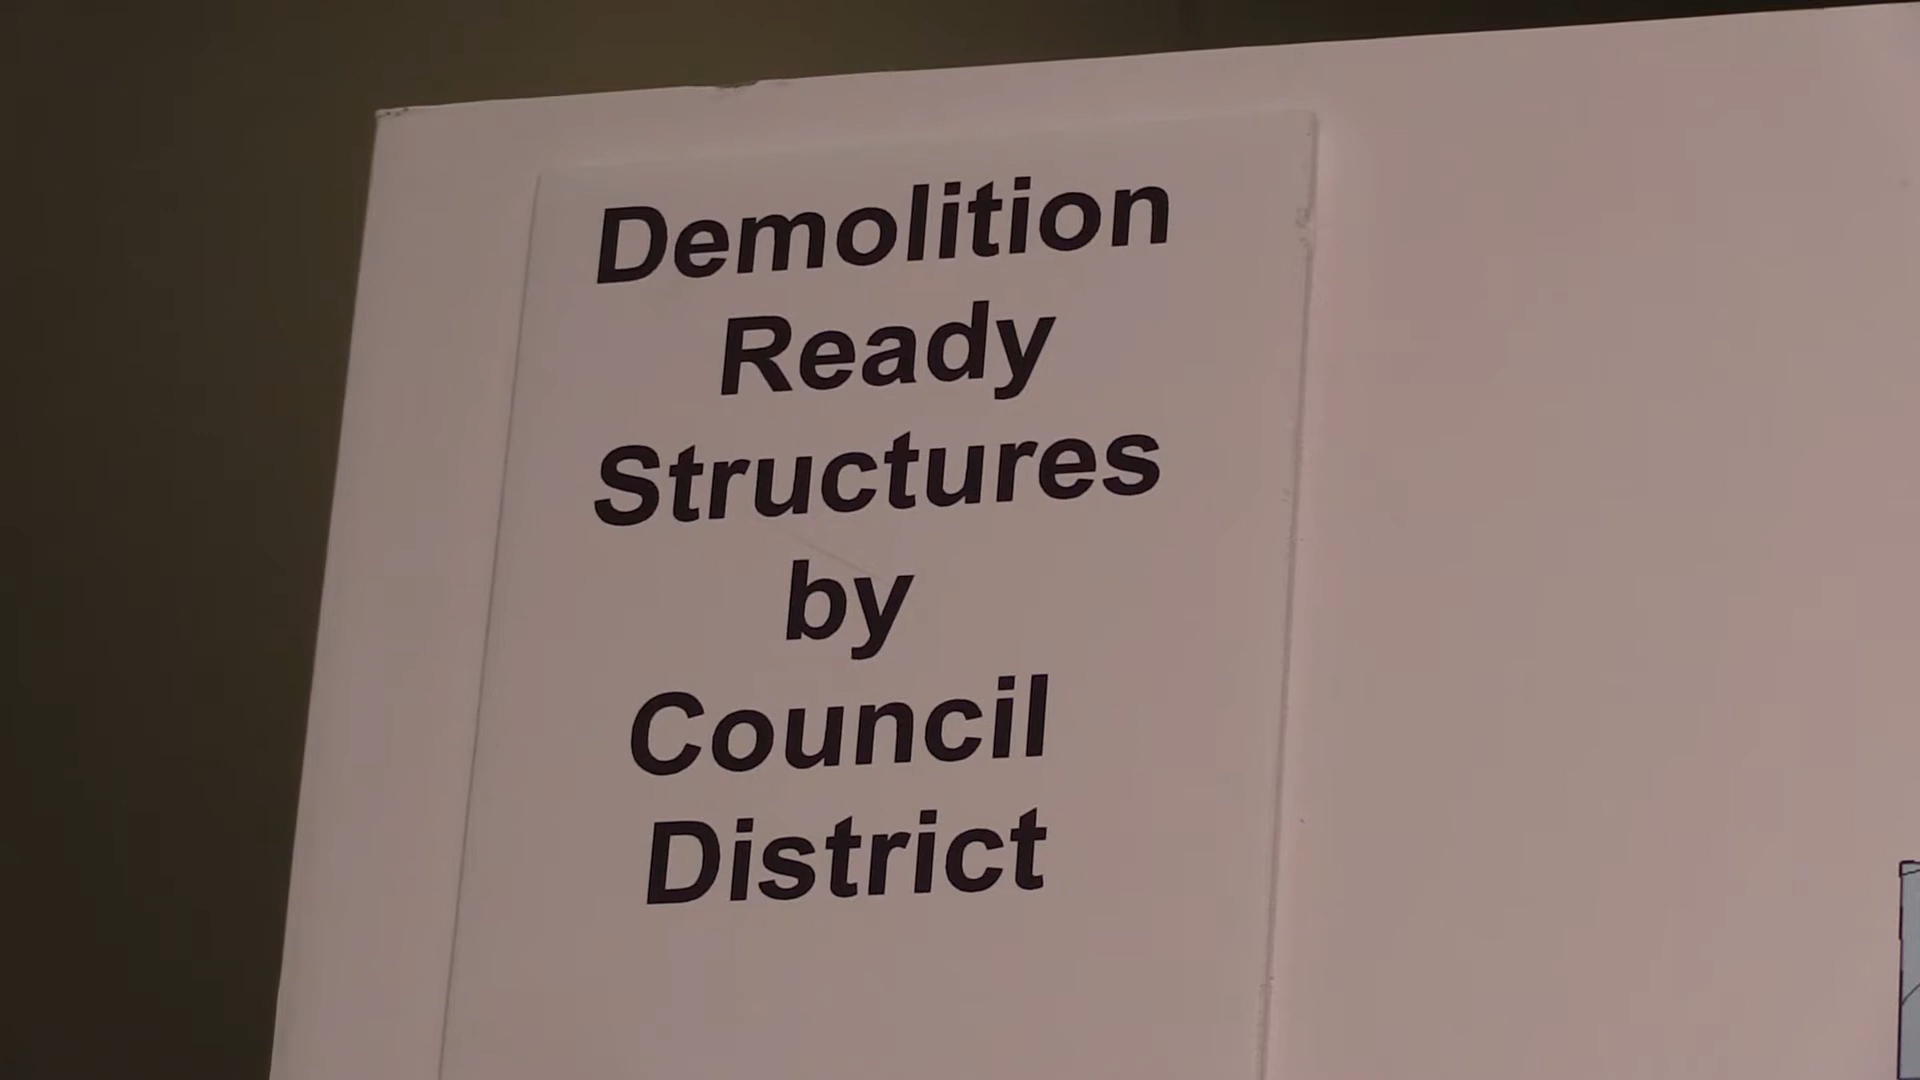 Demolition
Ready
Structures
by
Council
District